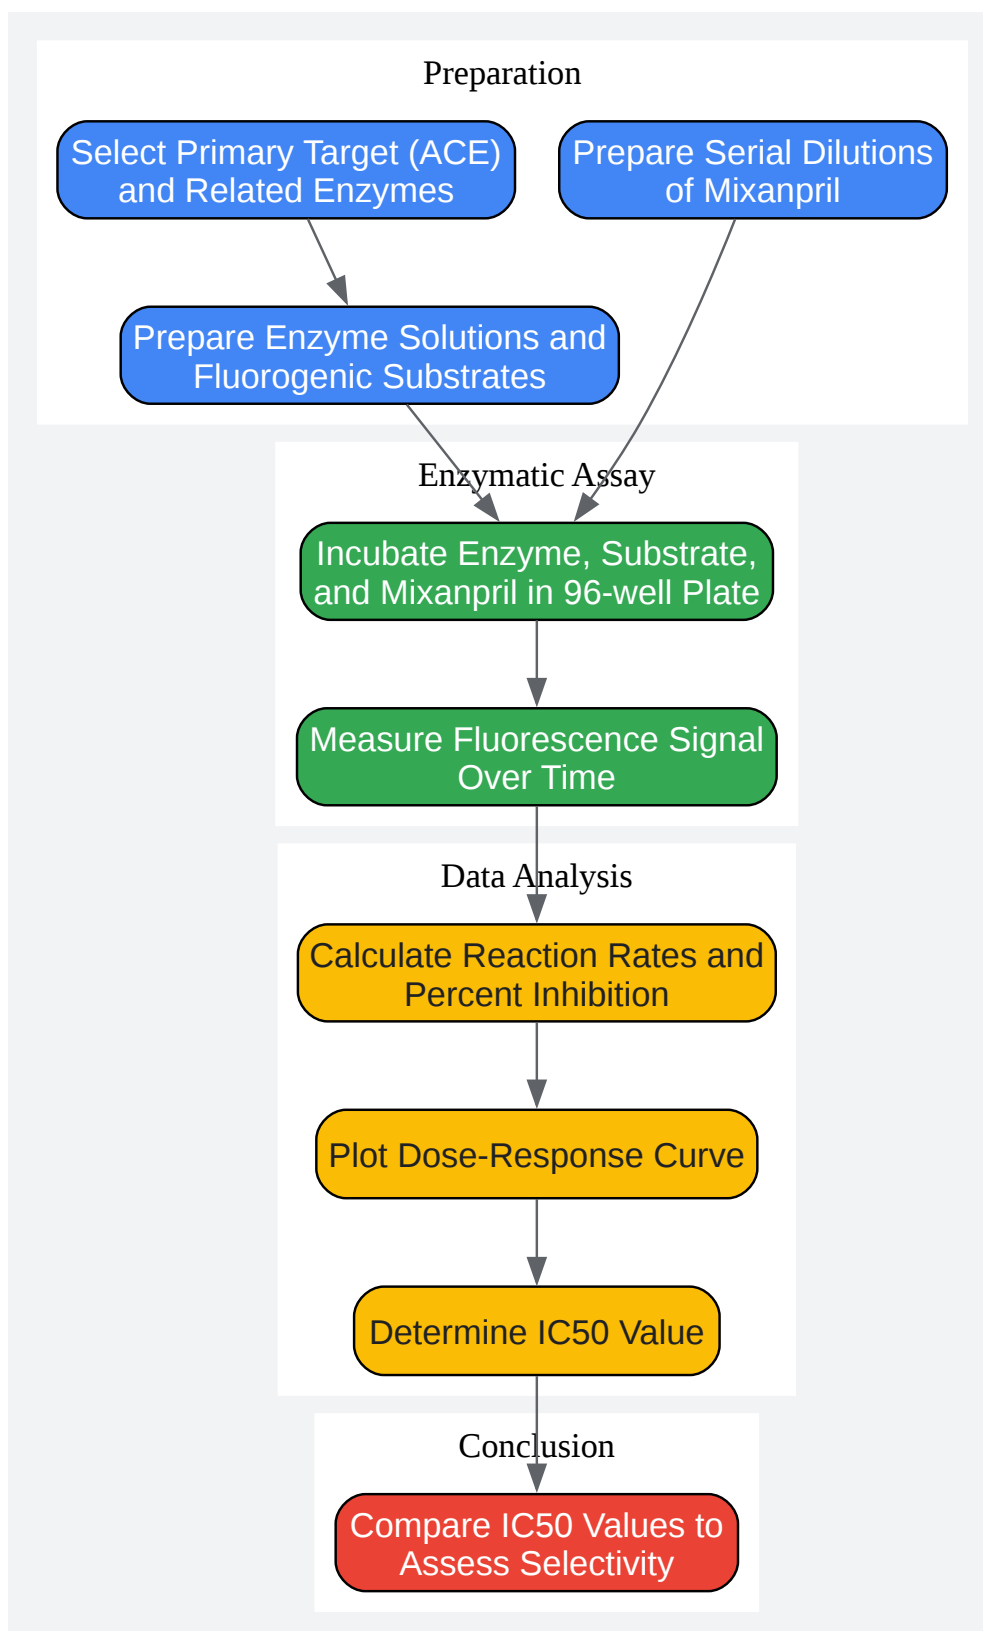 Preparation
Select Primary Target (ACE)
and Related Enzymes
Prepare Serial Dilutions
of Mixanpril
Prepare Enzyme Solutions and
Fluorogenic Substrates
Enzymatic Assay
Incubate Enzyme, Substrate,
and Mixanpril in 96-well Plate
Measure Fluorescence Signal
Over Time
Data Analysis
Calculate Reaction Rates and
Percent Inhibition
Plot Dose-Response Curve
Determine IC50 Value
Conclusion
Compare IC50 Values to
Assess Selectivity